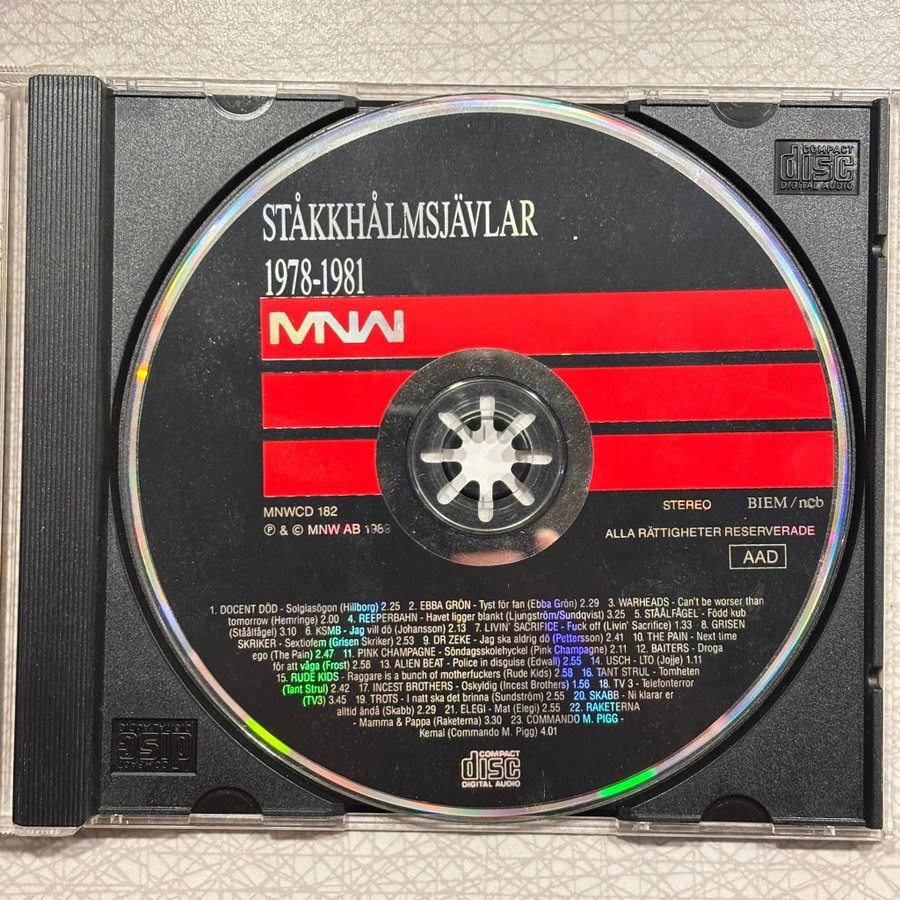 COMPACT
disc
DIGITAL AUDIO
STÅKKHÅLMSJÄVLAR
1978-1981
MNW
MNWCD 182
STEREO
BIEM/ncb
Ⓟ & © MNW AB 1989
ALLA RÄTTIGHETER RESERVERADE
AAD
1. DOCENT DÖD - Solglasögon (Hillborg) 2.25 2. EBBA GRÖN - Tyst för fan (Ebba Grön) 2.29 3. WARHEADS - Can't be worser than
tomorrow (Hemringe) 2.00 4. REEPERBAHN - Havet ligger blankt (Ljungström/Sundqvist) 3.25 5. STÅÅLFÅGEL - Född kub
(Ståålfågel) 3.10 6. KSMB - Jag vill dö (Johansson) 2.13 7. LIVIN' SACRIFICE - Fuck off (Livin' Sacrifice) 1.33 8. GRISEN
SKRIKER - Sextiofem (Grisen Skriker) 2.53 9. DR ZEKE - Jag ska aldrig dö (Pettersson) 2.41 10. THE PAIN - Next time
ego (The Pain) 2.47 11. PINK CHAMPAGNE - Söndagsskolehyckel (Pink Champagne) 2.11 12. BAITERS - Droga
för att våga (Frost) 2.58 13. ALIEN BEAT - Police in disguise (Edwall) 2.55 14. USCH - LTO (Jojje) 1.11
15. RUDE KIDS - Raggare is a bunch of motherfuckers (Rude Kids) 2.58 16. TANT STRUL - Tomheten
(Tant Strul) 2.42 17. INCEST BROTHERS - Oskyldig (Incest Brothers) 1.56 18. TV 3 - Telefonterror
(TV3) 3.45 19. TROTS - I natt ska det brinna (Sundström) 2.55 20. SKABB - Ni klarar er
alltid ändå (Skabb) 2.29 21. ELEGI - Mat (Elegi) 2.55 22. RAKETERNA
- Mamma & Pappa (Raketerna) 3.30 23. COMMANDO M. PIGG -
Kemal (Commando M. Pigg) 4.01
COMPACT
disc
DIGITAL AUDIO
COMPACT
disc
DIGITAL AUDIO